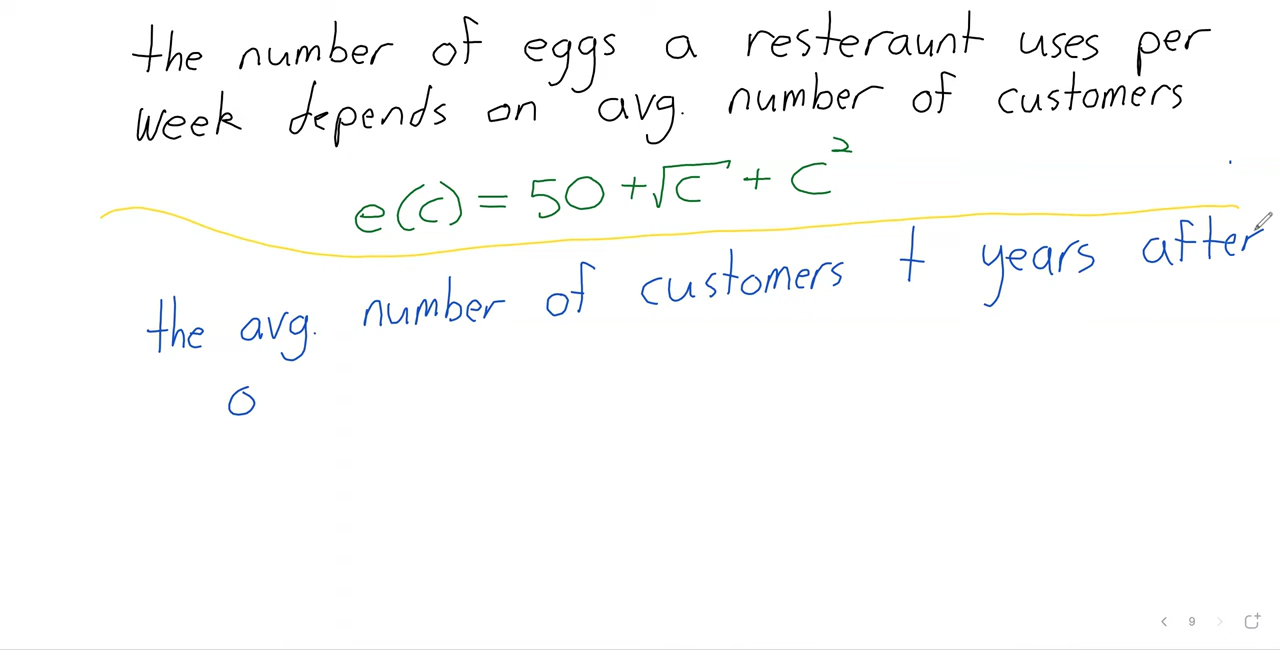 the number of eggs a resteraunt uses per
week depends on avg. number of customers
e(c) = 50 + √c + c²
the avg. number of customers t years after
o
9